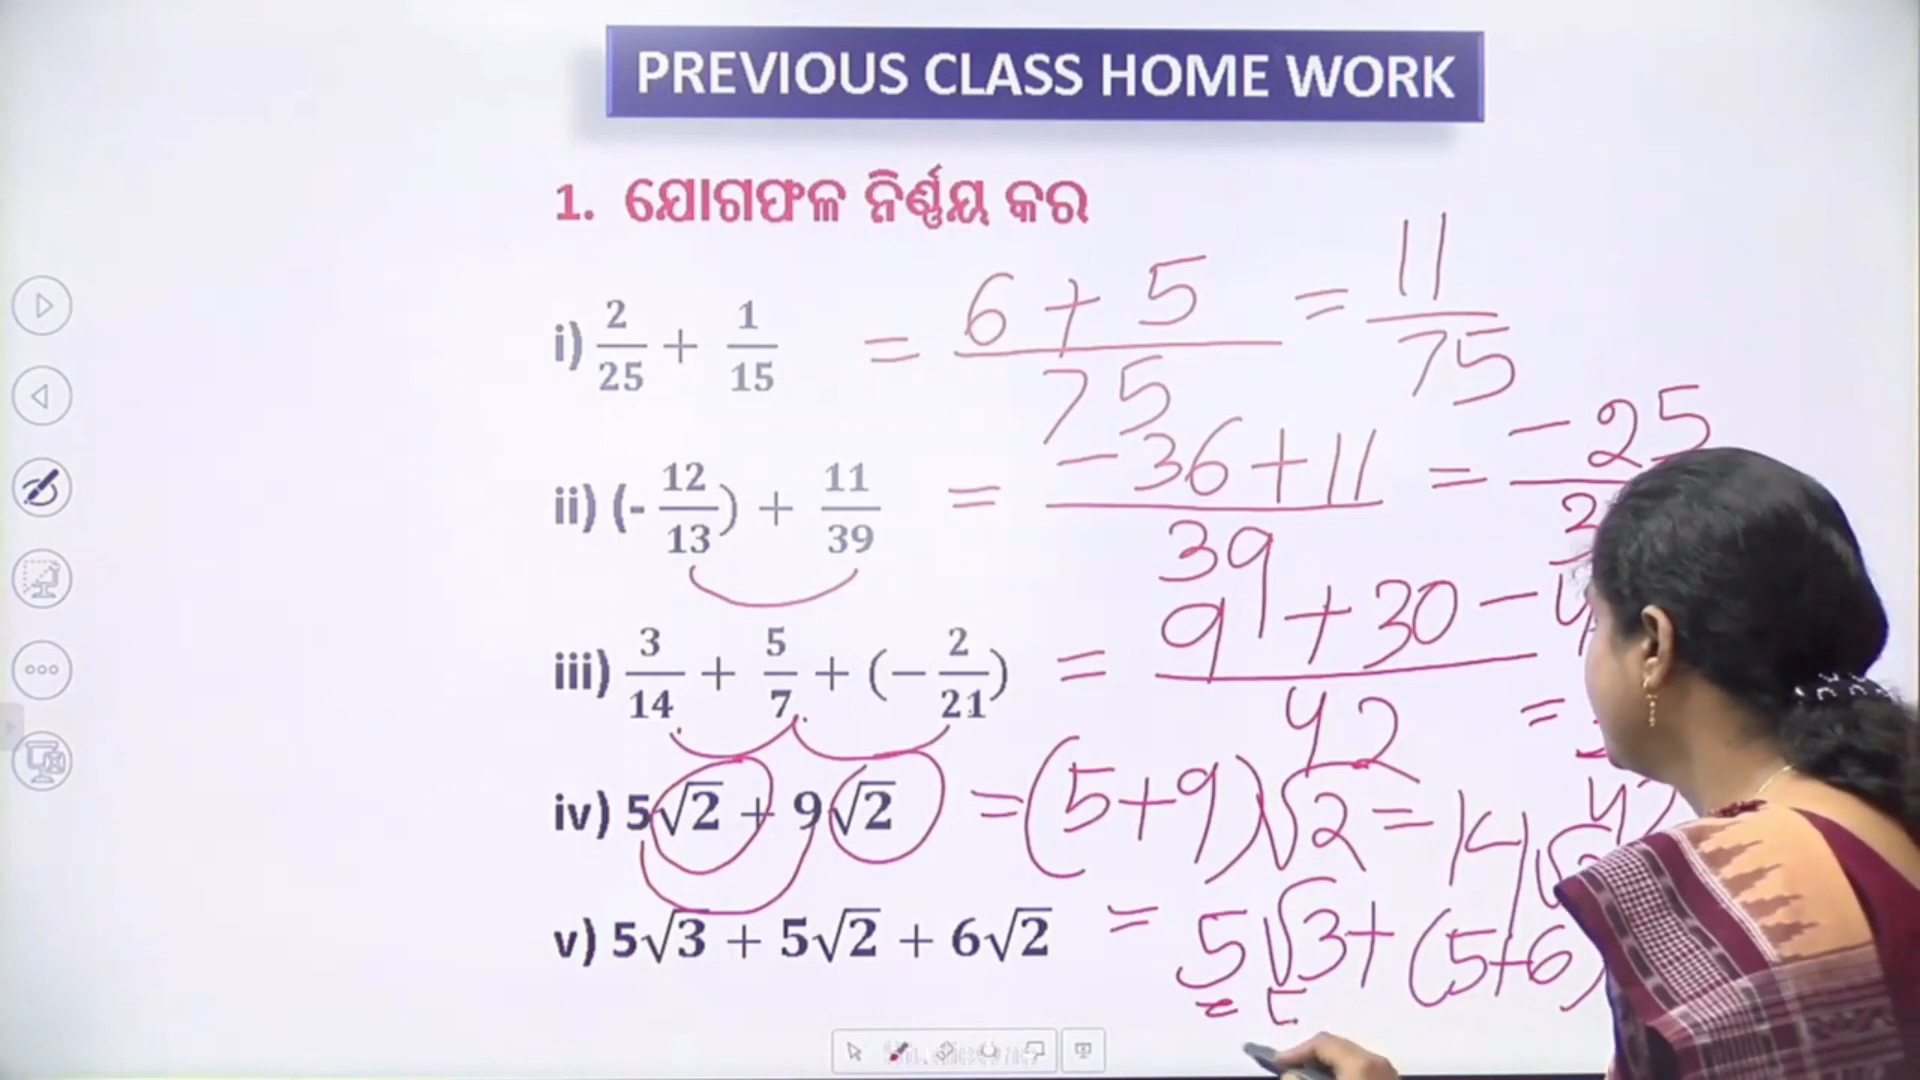 PREVIOUS CLASS HOME WORK
1. ଯୋଗଫଳ ନିର୍ଣ୍ଣୟ କର
i) 2/25 + 1/15 = 6 + 5 / 75 = 11/75
ii) (- 12/13) + 11/39 = -36+11 / 39 = -25
iii) 3/14 + 5/7 + (- 2/21) = 9+30- / 42 =
iv) 5√2 + 9√2 = (5+9)√2 = 14√2
v) 5√3 + 5√2 + 6√2 = 5√3+ (5+6)